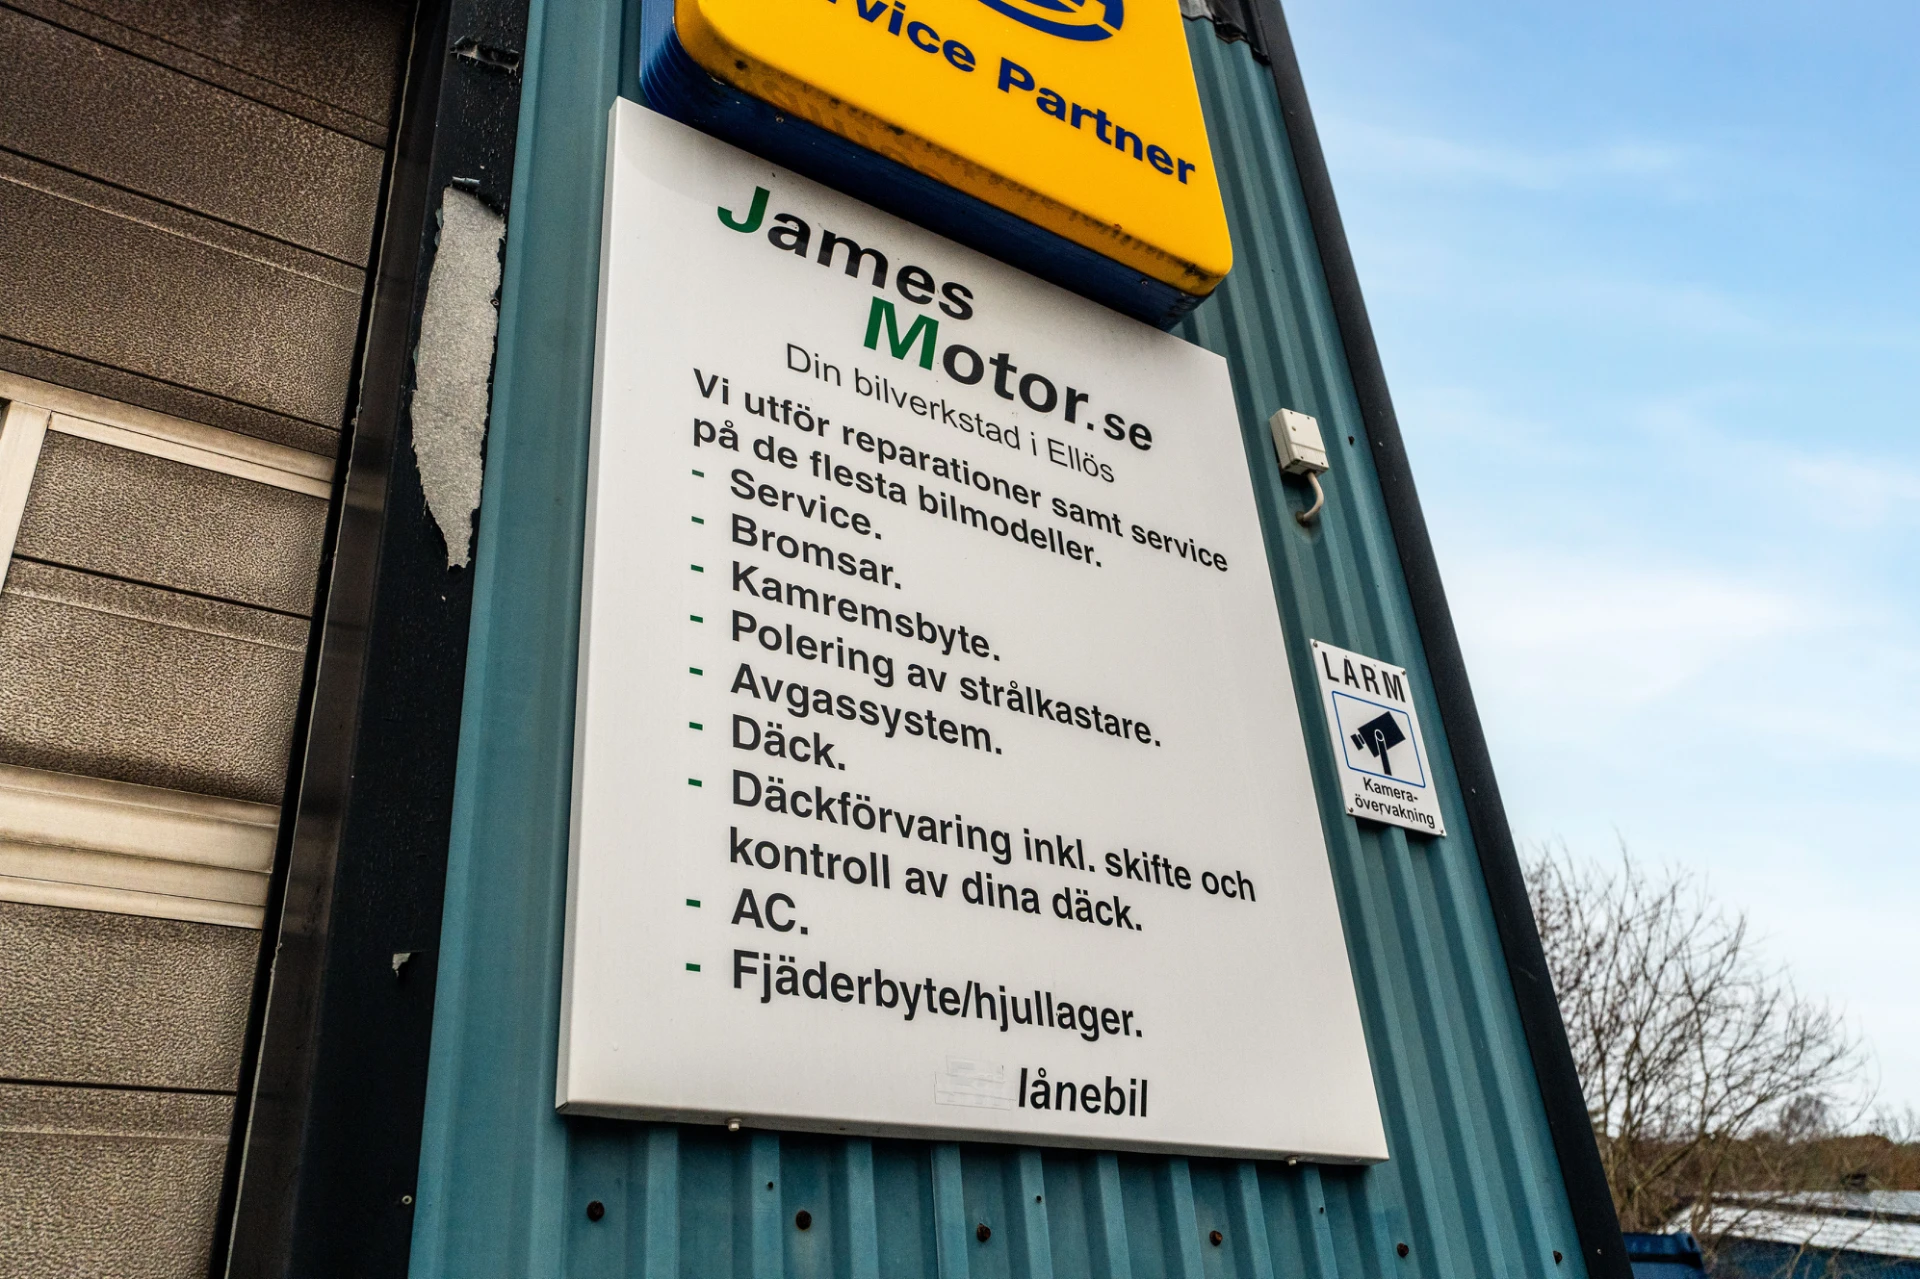 Service Partner
James
Motor.se
Din bilverkstad i Ellös
Vi utför reparationer samt service
på de flesta bilmodeller.
- Service.
- Bromsar.
- Kamremsbyte.
- Polering av strålkastare.
- Avgassystem.
- Däck.
- Däckförvaring inkl. skifte och
kontroll av dina däck.
- AC.
- Fjäderbyte/hjullager.
lånebil
LARM
Kamera-
övervakning